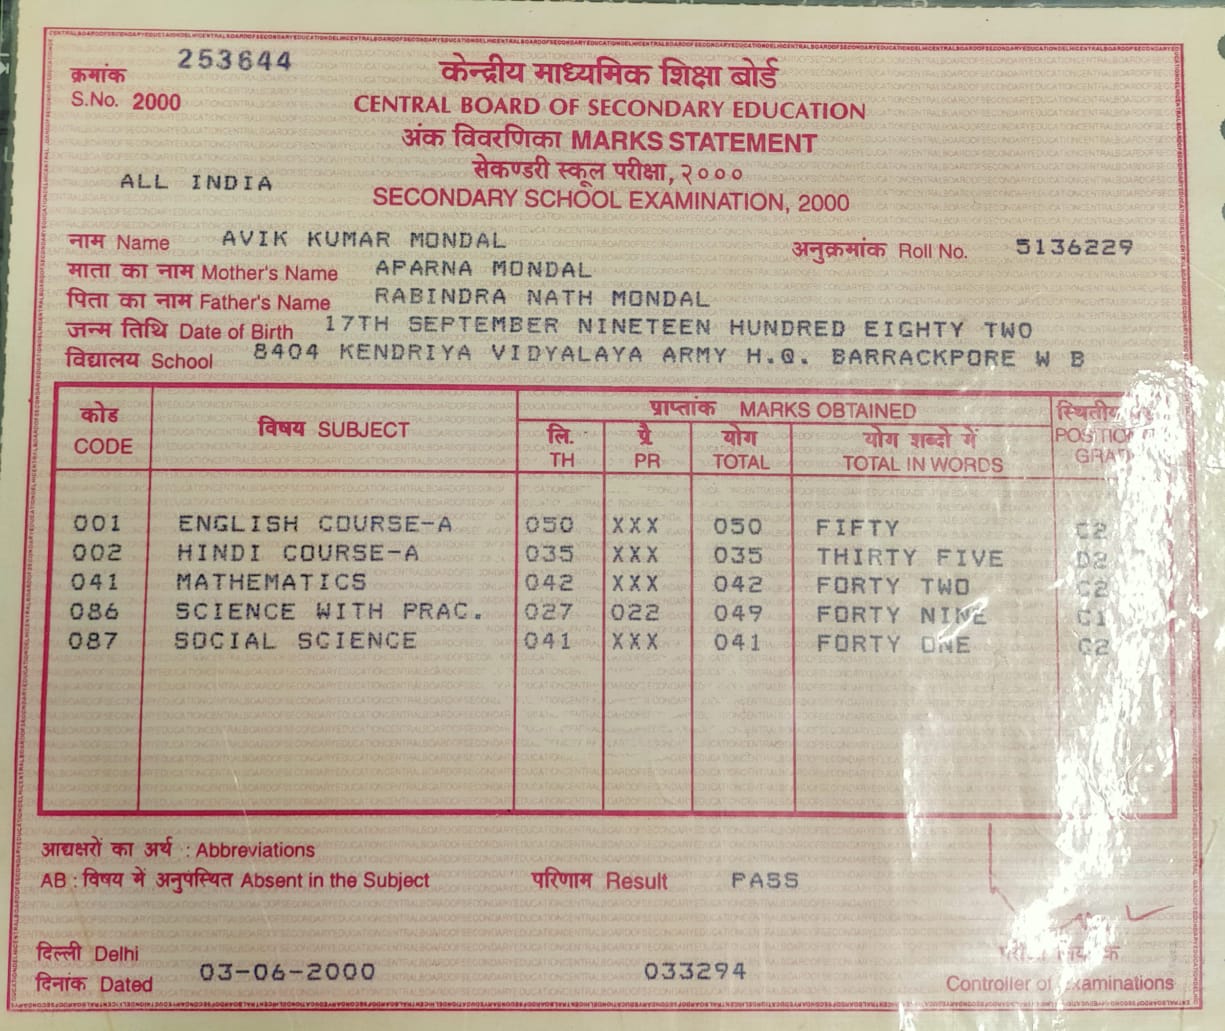 253644
क्रमांक
S.No. 2000
केन्द्रीय माध्यमिक शिक्षा बोर्ड
CENTRAL BOARD OF SECONDARY EDUCATION
अंक विवरणिका MARKS STATEMENT
सेकण्डरी स्कूल परीक्षा, २०००
ALL INDIA
SECONDARY SCHOOL EXAMINATION, 2000
नाम Name AVIK KUMAR MONDAL अनुक्रमांक Roll No. 5136229
माता का नाम Mother's Name APARNA MONDAL
पिता का नाम Father's Name RABINDRA NATH MONDAL
जन्म तिथि Date of Birth 17TH SEPTEMBER NINETEEN HUNDRED EIGHTY TWO
विद्यालय School 8404 KENDRIYA VIDYALAYA ARMY H.Q. BARRACKPORE W B
कोड विषय SUBJECT प्राप्तांक MARKS OBTAINED
CODE लि. प्रै योग योग शब्दो में
TH PR TOTAL TOTAL IN WORDS
001 ENGLISH COURSE-A 050 XXX 050 FIFTY C2
002 HINDI COURSE-A 035 XXX 035 THIRTY FIVE D2
041 MATHEMATICS 042 XXX 042 FORTY TWO C2
086 SCIENCE WITH PRAC. 027 022 049 FORTY NINE C1
087 SOCIAL SCIENCE 041 XXX 041 FORTY ONE C2
आद्यक्षरों का अर्थ : Abbreviations
AB : विषय में अनुपस्थित Absent in the Subject परिणाम Result PASS
दिल्ली Delhi
दिनांक Dated 03-06-2000 033294
Controller of Examinations